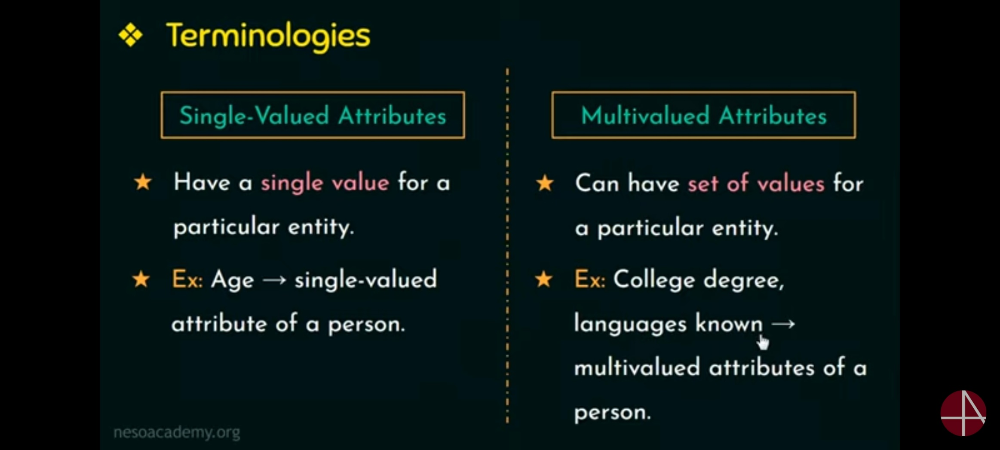 Terminologies
Single-Valued Attributes
Have a single value for a
particular entity.
Ex: Age → single-valued
attribute of a person.
Multivalued Attributes
Can have set of values for
a particular entity.
Ex: College degree,
languages known →
multivalued attributes of a
person.
nesoacademy.org